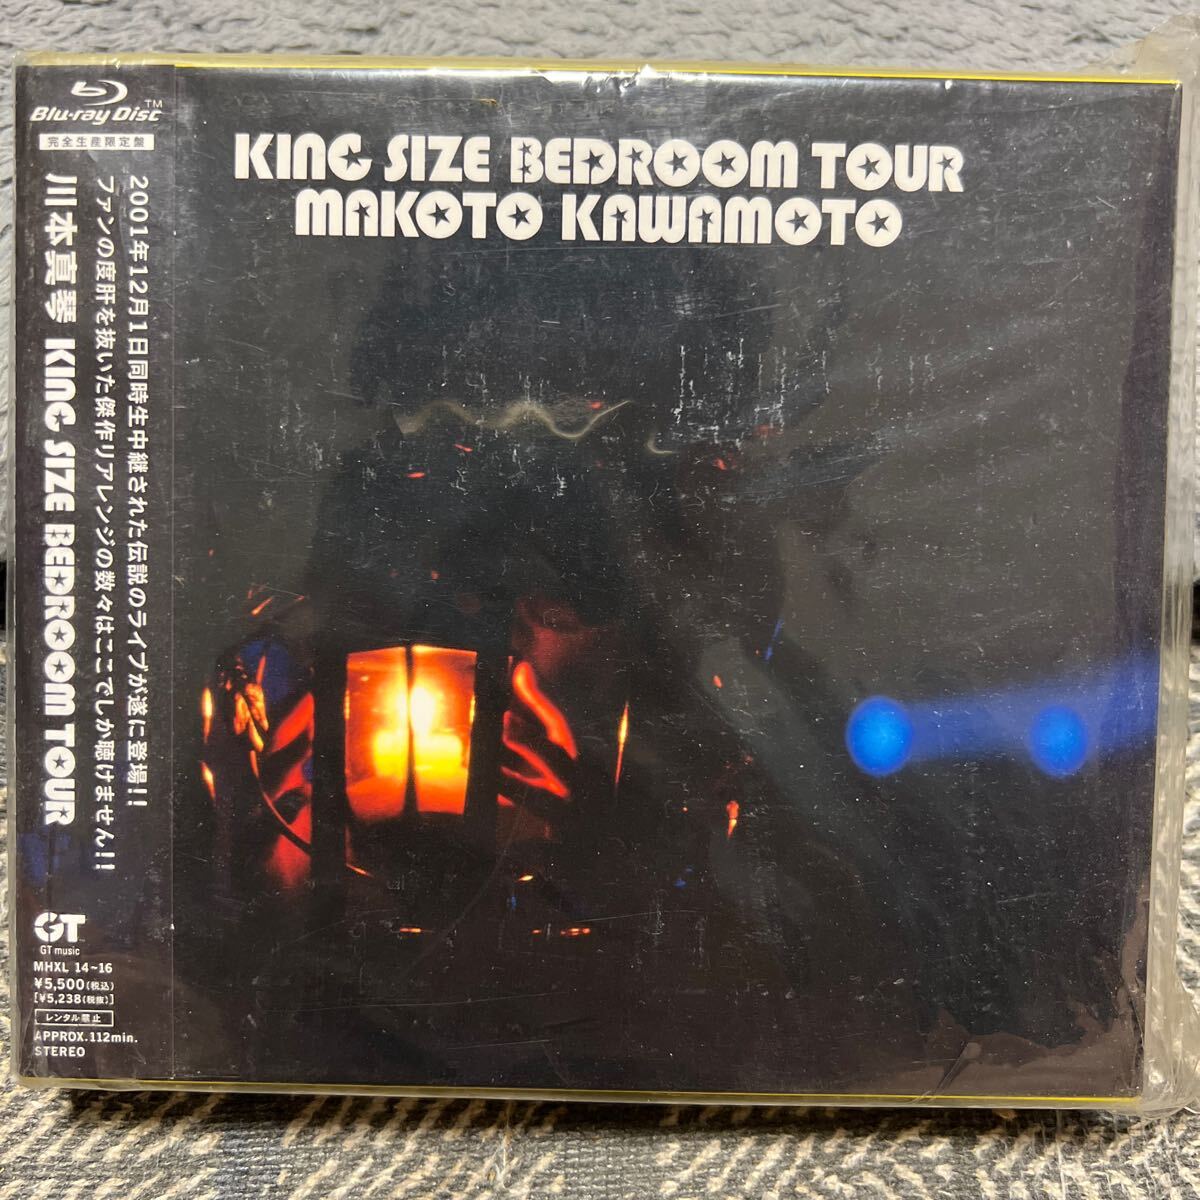 Blu-ray Disc™
完全生産限定盤
2001年12月1日同時生中継された伝説のライブが遂に登場!!
ファンの度肝を抜いた傑作リアレンジの数々はここでしか聴けません!!
川本真琴 KING SIZE BEDROOM TOUR
GT
GT music
MHXL 14~16
¥5,500(税込)
[¥5,238(税抜)]
レンタル禁止
APPROX.112min.
STEREO
KING SIZE BEDROOM TOUR
MAKOTO KAWAMOTO